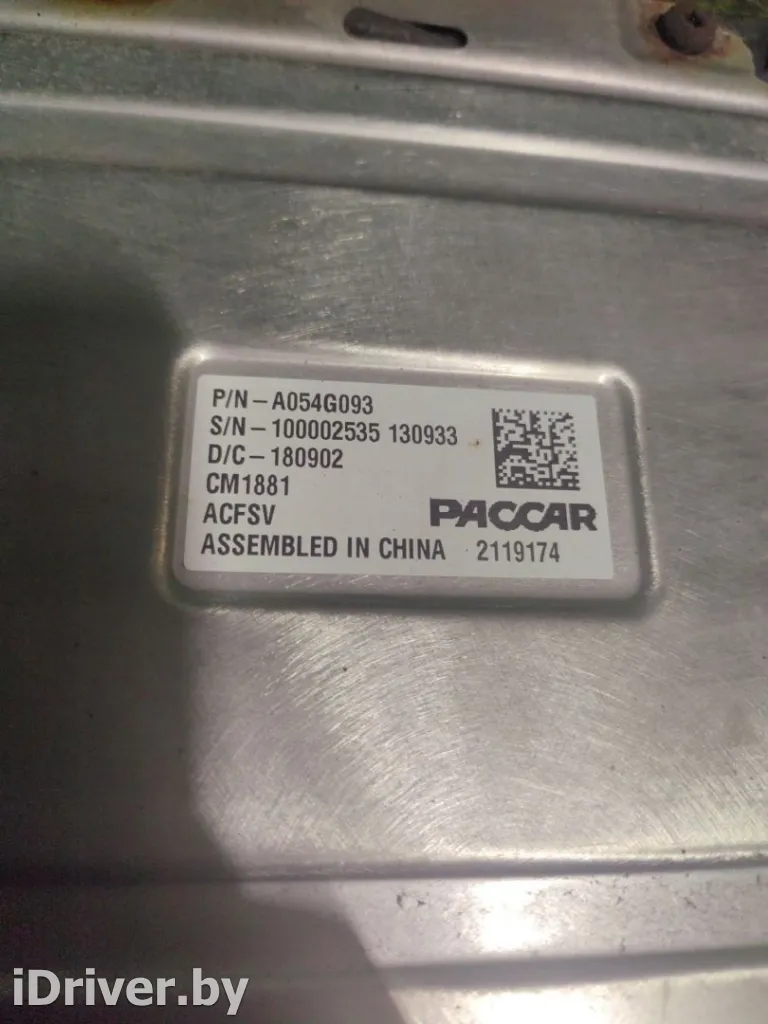 P/N-A054G093
S/N-100002535 130933
D/C-180902
CM1881
ACFSV
PACCAR
ASSEMBLED IN CHINA 2119174
iDriver.by